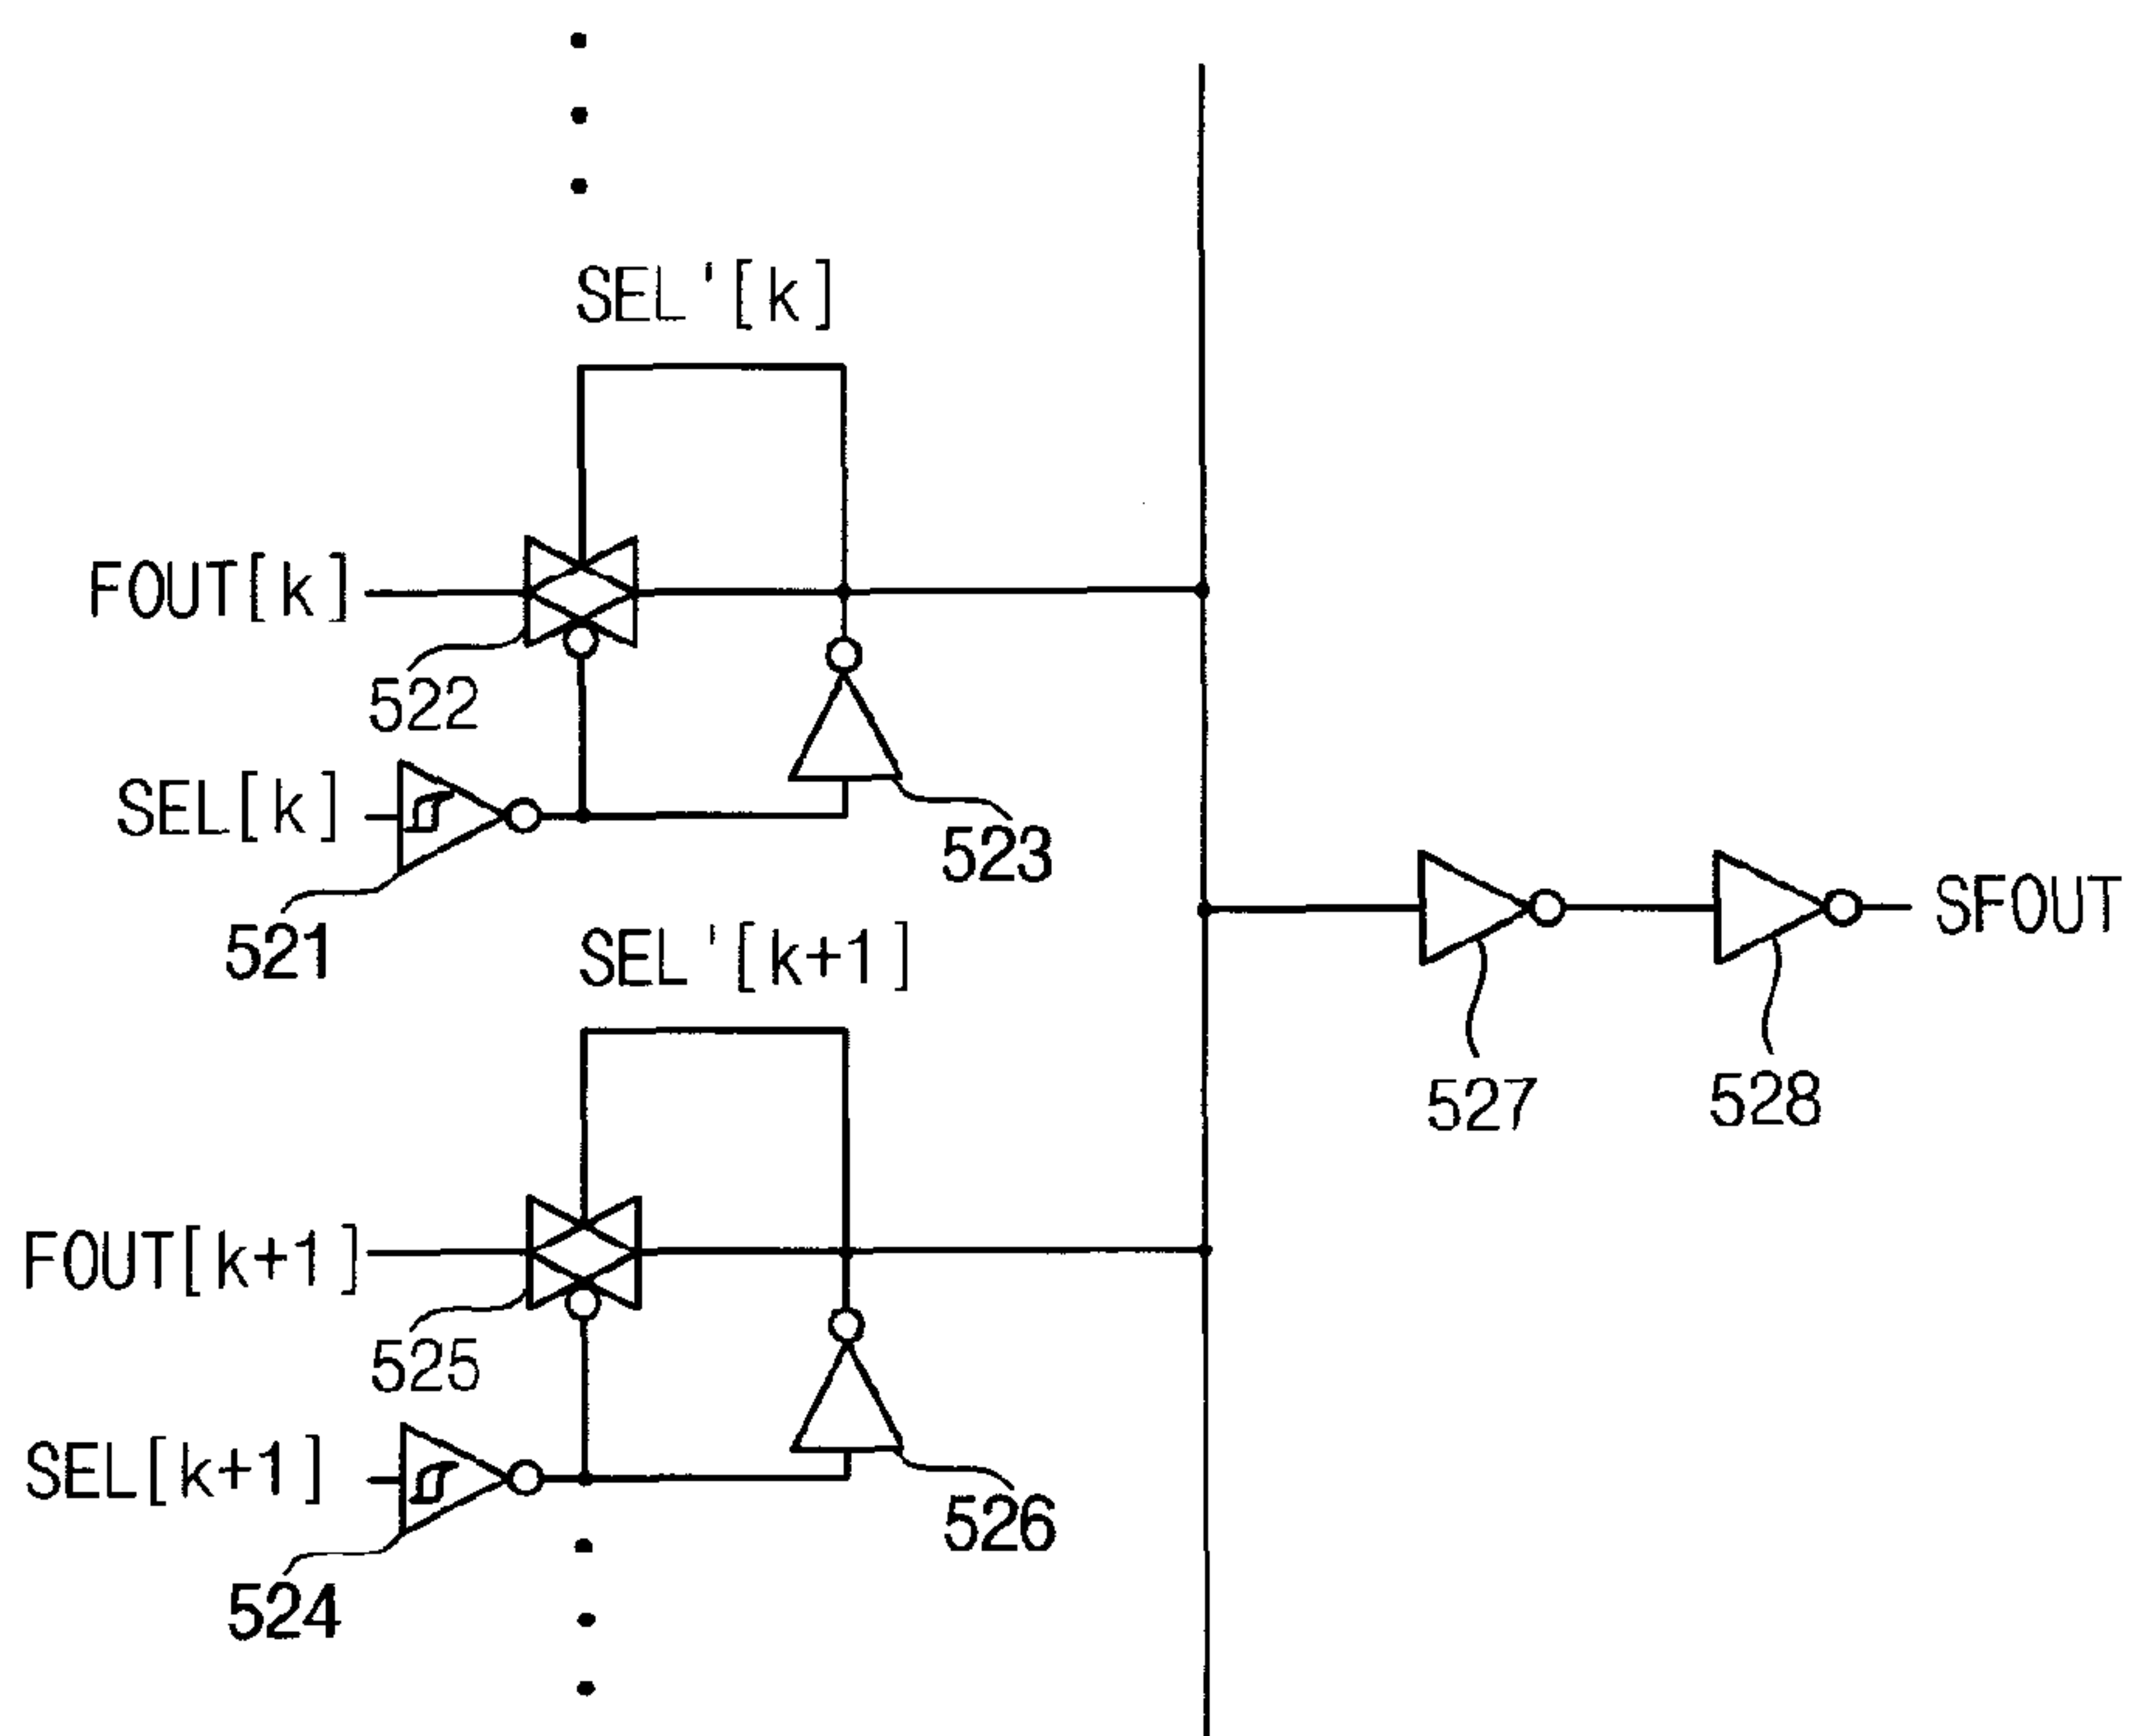 SEL'[k]
FOUT[k]
522
SEL[k]
523
521
SFOUT
SEL'[k+1]
527
528
FOUT[k+1]
525
SEL[k+1]
526
524